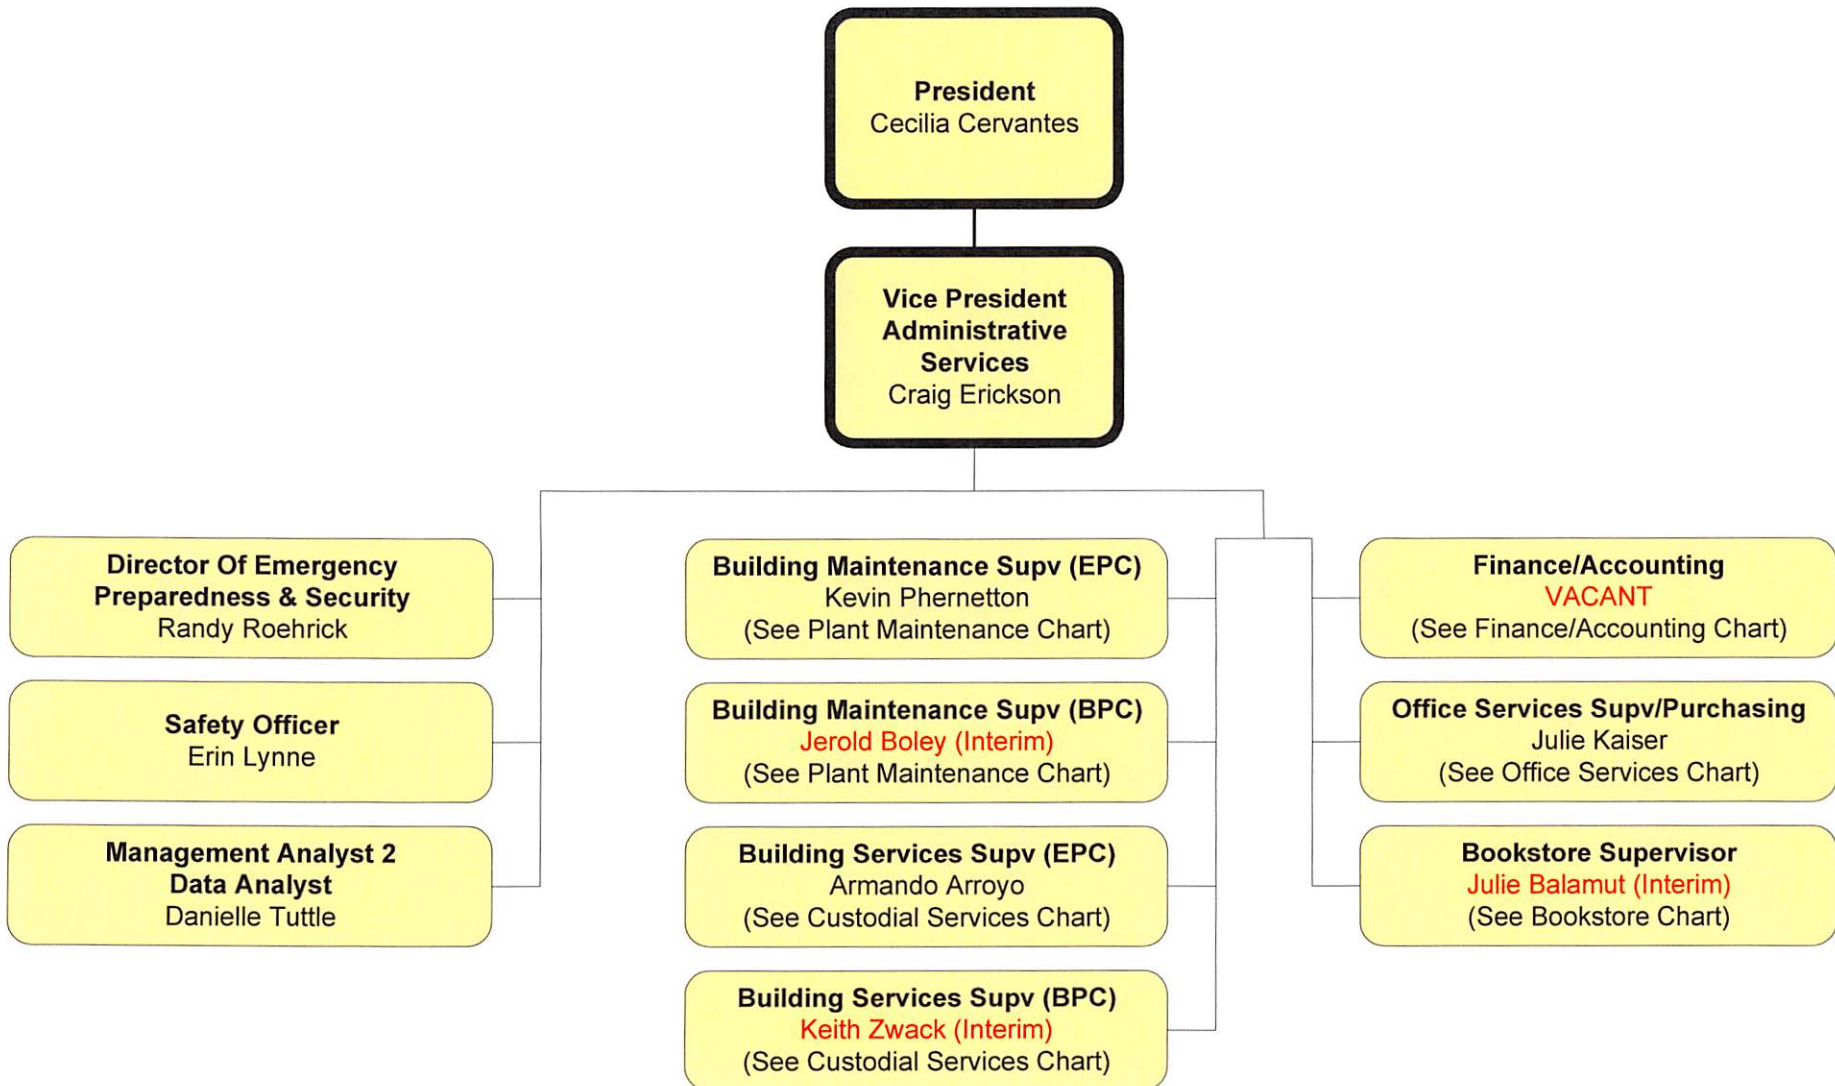 President
Cecilia Cervantes
Vice President
Administrative
Services
Craig Erickson
Director Of Emergency
Preparedness & Security
Randy Roehrick
Safety Officer
Erin Lynne
Management Analyst 2
Data Analyst
Danielle Tuttle
Building Maintenance Supv (EPC)
Kevin Phernetton
(See Plant Maintenance Chart)
Building Maintenance Supv (BPC)
Jerold Boley (Interim)
(See Plant Maintenance Chart)
Building Services Supv (EPC)
Armando Arroyo
(See Custodial Services Chart)
Building Services Supv (BPC)
Keith Zwack (Interim)
(See Custodial Services Chart)
Finance/Accounting
VACANT
(See Finance/Accounting Chart)
Office Services Supv/Purchasing
Julie Kaiser
(See Office Services Chart)
Bookstore Supervisor
Julie Balamut (Interim)
(See Bookstore Chart)